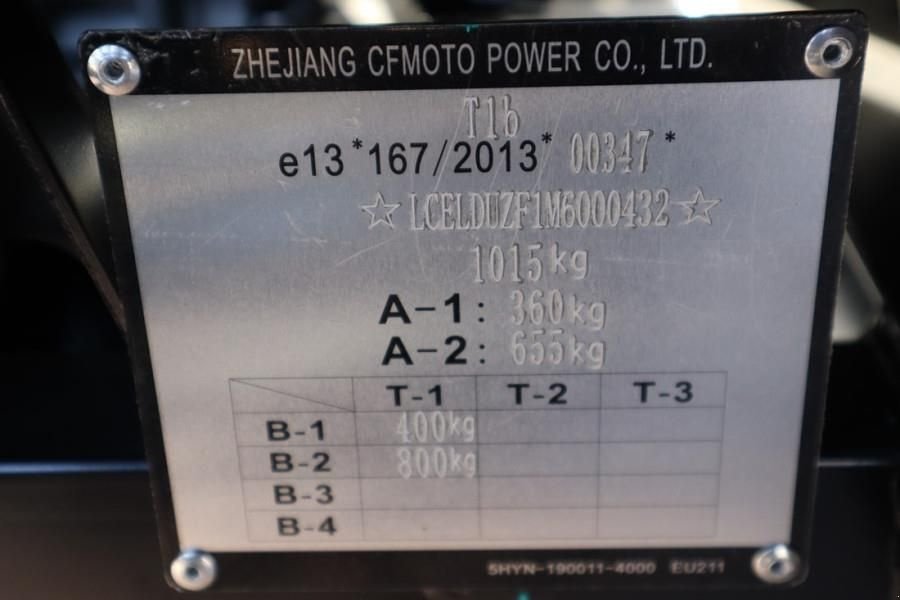 ZHEJIANG CFMOTO POWER CO., LTD.
T1b
e13*167/2013*00347*
☆LCELDUZF1M6000432☆
1015kg
A-1: 360kg
A-2: 655kg
T-1 T-2 T-3
B-1 400kg
B-2 800kg
B-3
B-4
5HYN-190011-4000 EU211